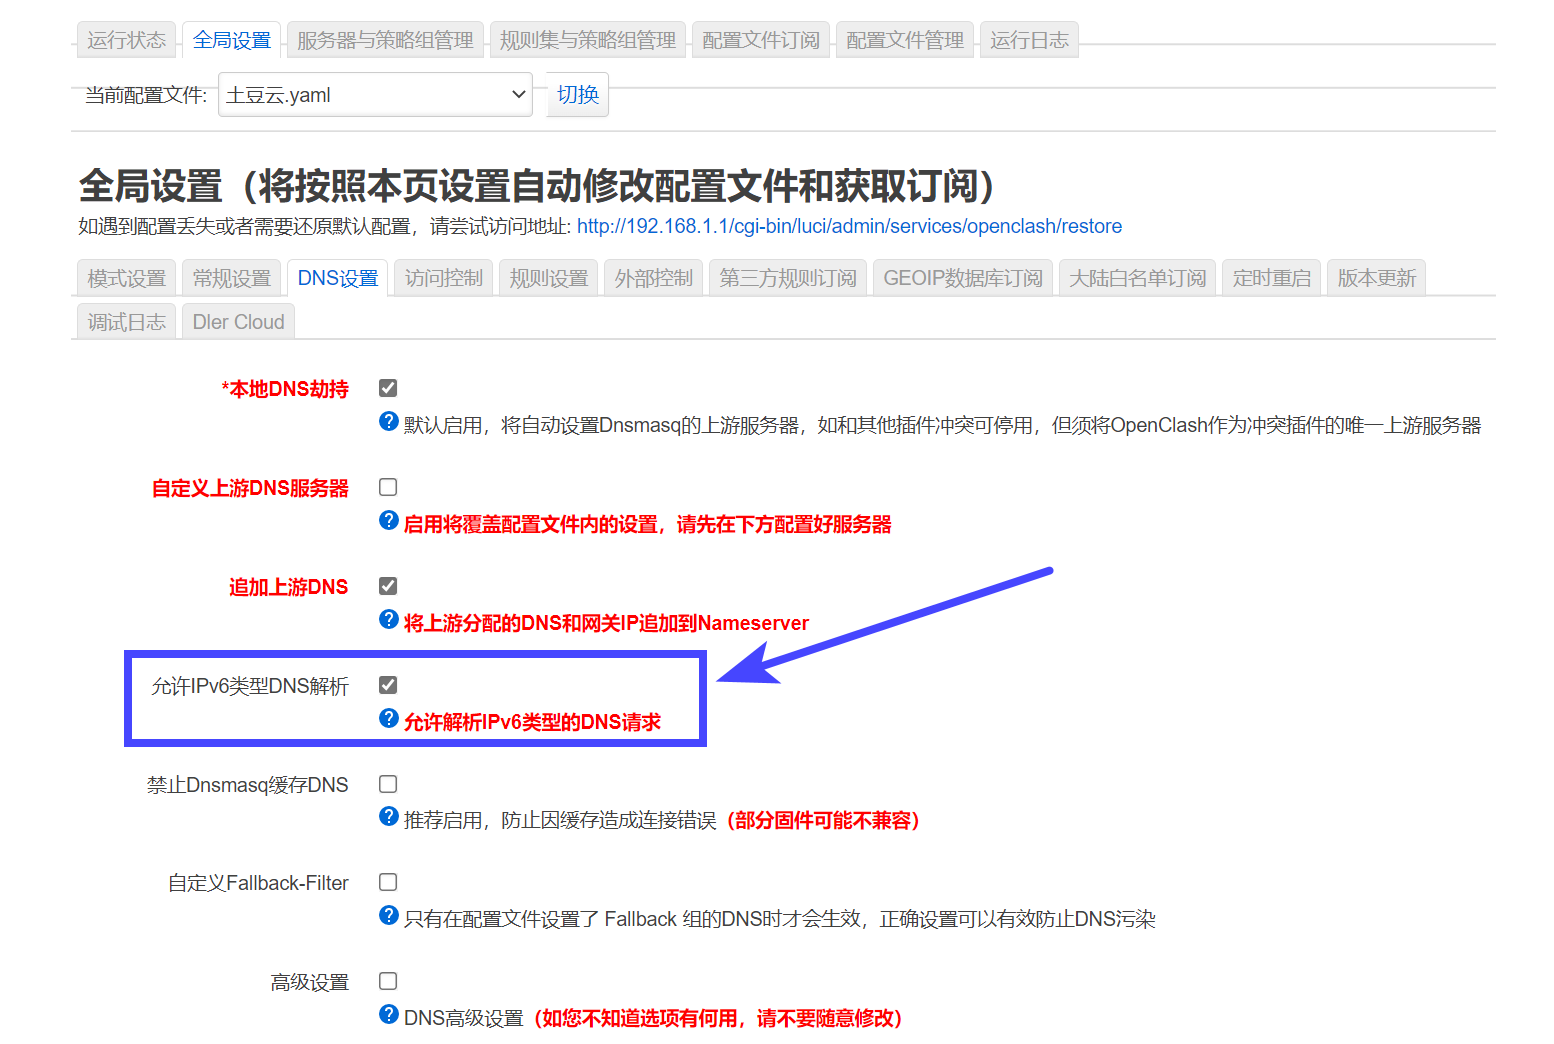 运行状态 全局设置 服务器与策略组管理 规则集与策略组管理 配置文件订阅 配置文件管理 运行日志
当前配置文件: 土豆云.yaml 切换
全局设置（将按照本页设置自动修改配置文件和获取订阅）
如遇到配置丢失或者需要还原默认配置，请尝试访问地址: http://192.168.1.1/cgi-bin/luci/admin/services/openclash/restore
模式设置 常规设置 DNS设置 访问控制 规则设置 外部控制 第三方规则订阅 GEOIP数据库订阅 大陆白名单订阅 定时重启 版本更新
调试日志 Dler Cloud
*本地DNS劫持
默认启用，将自动设置Dnsmasq的上游服务器，如和其他插件冲突可停用，但须将OpenClash作为冲突插件的唯一上游服务器
自定义上游DNS服务器
启用将覆盖配置文件内的设置，请先在下方配置好服务器
追加上游DNS
将上游分配的DNS和网关IP追加到Nameserver
允许IPv6类型DNS解析
允许解析IPv6类型的DNS请求
禁止Dnsmasq缓存DNS
推荐启用，防止因缓存造成连接错误（部分固件可能不兼容）
自定义Fallback-Filter
只有在配置文件设置了 Fallback 组的DNS时才会生效，正确设置可以有效防止DNS污染
高级设置
DNS高级设置（如您不知道选项有何用，请不要随意修改）